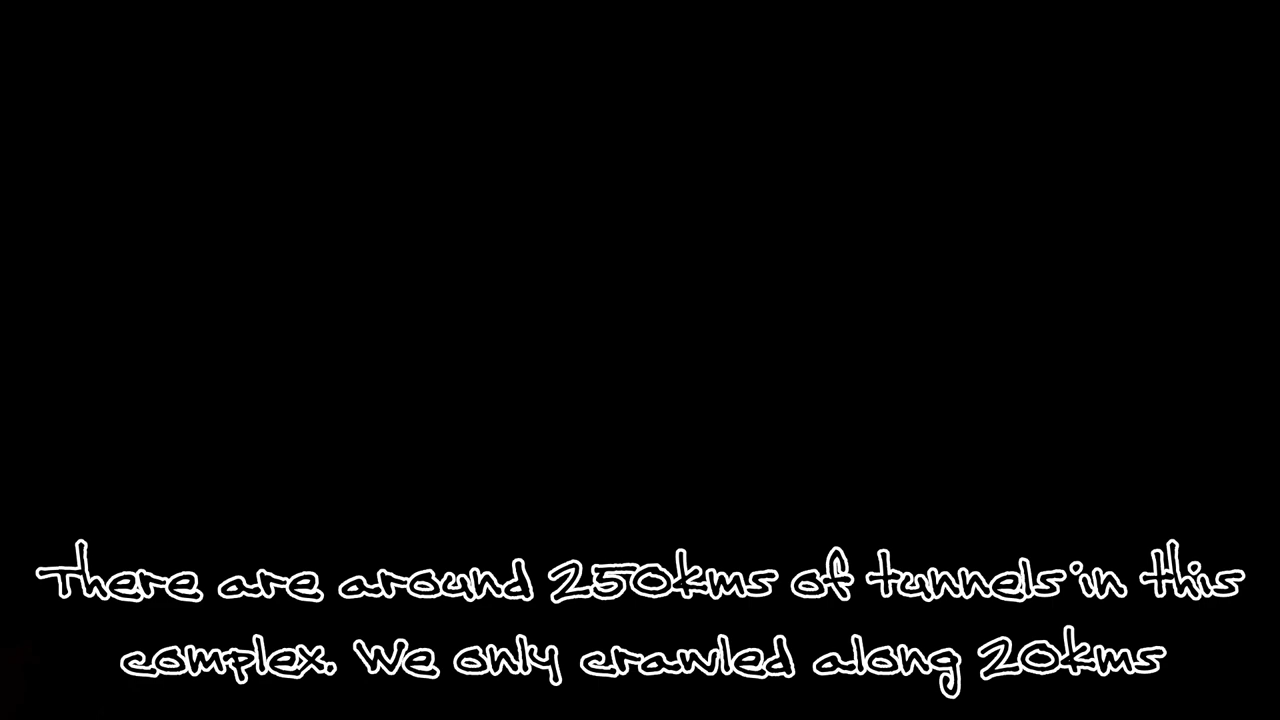 There are around 250kms of tunnels in this
complex. We only crawled along 20kms